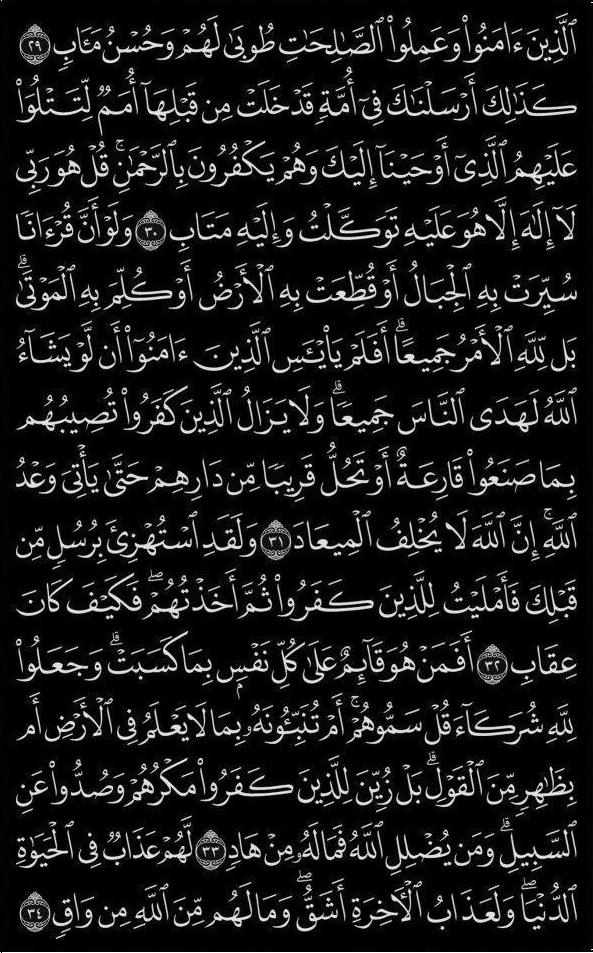 ٱلَّذِينَ ءَامَنُوا۟ وَعَمِلُوا۟ ٱلصَّٰلِحَٰتِ طُوبَىٰ لَهُمْ وَحُسْنُ مَـَٔابٍ ٢٩
كَذَٰلِكَ أَرْسَلْنَٰكَ فِىٓ أُمَّةٍ قَدْ خَلَتْ مِن قَبْلِهَآ أُمَمٌ لِّتَتْلُوَا۟
عَلَيْهِمُ ٱلَّذِىٓ أَوْحَيْنَآ إِلَيْكَ وَهُمْ يَكْفُرُونَ بِٱلرَّحْمَٰنِ ۚ قُلْ هُوَ رَبِّى
لَآ إِلَٰهَ إِلَّا هُوَ عَلَيْهِ تَوَكَّلْتُ وَإِلَيْهِ مَتَابِ ٣٠ وَلَوْ أَنَّ قُرْءَانًا
سُيِّرَتْ بِهِ ٱلْجِبَالُ أَوْ قُطِّعَتْ بِهِ ٱلْأَرْضُ أَوْ كُلِّمَ بِهِ ٱلْمَوْتَىٰ ۗ
بَل لِّلَّهِ ٱلْأَمْرُ جَمِيعًا ۗ أَفَلَمْ يَا۟يْـَٔسِ ٱلَّذِينَ ءَامَنُوٓا۟ أَن لَّوْ يَشَآءُ
ٱللَّهُ لَهَدَى ٱلنَّاسَ جَمِيعًا ۗ وَلَا يَزَالُ ٱلَّذِينَ كَفَرُوا۟ تُصِيبُهُم
بِمَا صَنَعُوا۟ قَارِعَةٌ أَوْ تَحُلُّ قَرِيبًا مِّن دَارِهِمْ حَتَّىٰ يَأْتِىَ وَعْدُ
ٱللَّهِ ۚ إِنَّ ٱللَّهَ لَا يُخْلِفُ ٱلْمِيعَادَ ٣١ وَلَقَدِ ٱسْتُهْزِئَ بِرُسُلٍ مِّن
قَبْلِكَ فَأَمْلَيْتُ لِلَّذِينَ كَفَرُوا۟ ثُمَّ أَخَذْتُهُمْ ۖ فَكَيْفَ كَانَ
عِقَابِ ٣٢ أَفَمَنْ هُوَ قَآئِمٌ عَلَىٰ كُلِّ نَفْسٍۭ بِمَا كَسَبَتْ ۗ وَجَعَلُوا۟
لِلَّهِ شُرَكَآءَ قُلْ سَمُّوهُمْ ۚ أَمْ تُنَبِّـُٔونَهُۥ بِمَا لَا يَعْلَمُ فِى ٱلْأَرْضِ أَم
بِظَٰهِرٍ مِّنَ ٱلْقَوْلِ ۗ بَلْ زُيِّنَ لِلَّذِينَ كَفَرُوا۟ مَكْرُهُمْ وَصُدُّوا۟ عَنِ
ٱلسَّبِيلِ ۗ وَمَن يُضْلِلِ ٱللَّهُ فَمَا لَهُۥ مِنْ هَادٍ ٣٣ لَّهُمْ عَذَابٌ فِى ٱلْحَيَوٰةِ
ٱلدُّنْيَا ۖ وَلَعَذَابُ ٱلْءَاخِرَةِ أَشَقُّ ۖ وَمَا لَهُم مِّنَ ٱللَّهِ مِن وَاقٍ ٣٤